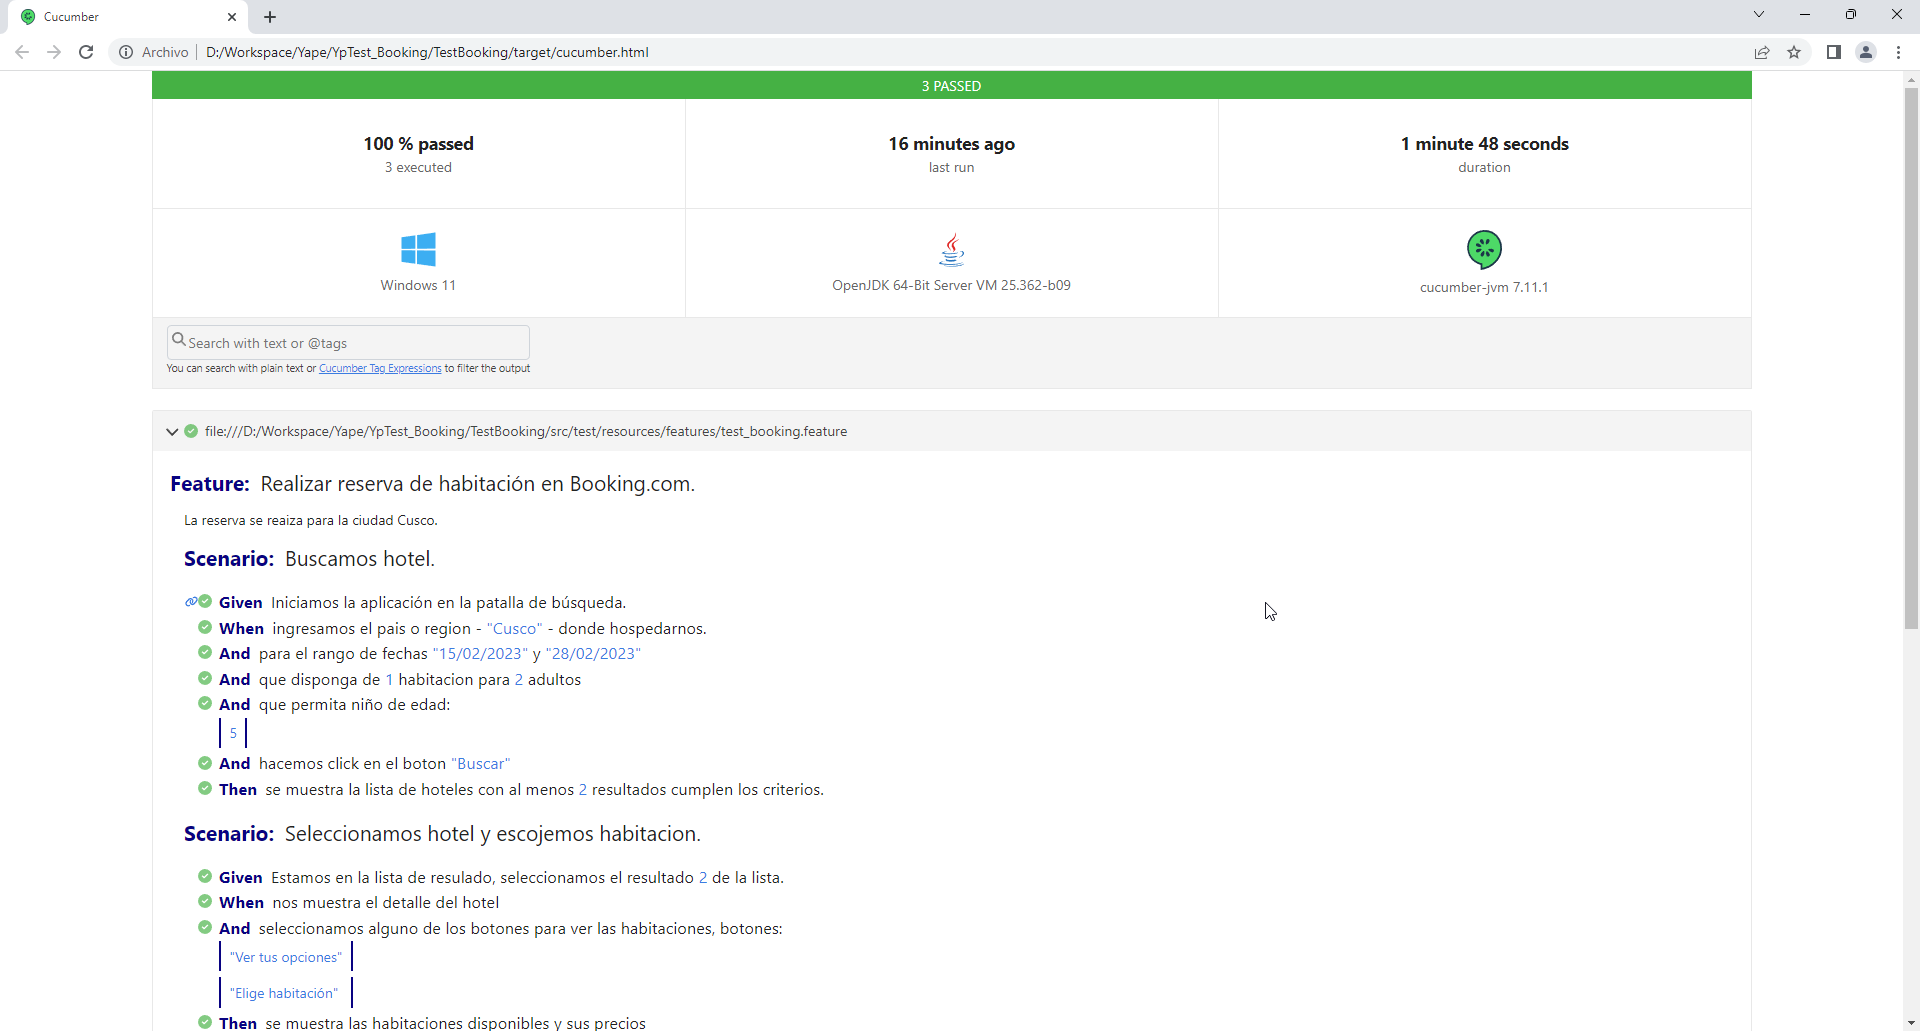 Cucumber
Archivo D:/Workspace/Yape/YpTest_Booking/TestBooking/target/cucumber.html
3 PASSED
100 % passed
3 executed
16 minutes ago
last run
1 minute 48 seconds
duration
Windows 11
OpenJDK 64-Bit Server VM 25.362-b09
cucumber-jvm 7.11.1
Search with text or @tags
You can search with plain text or Cucumber Tag Expressions to filter the output
file:///D:/Workspace/Yape/YpTest_Booking/TestBooking/src/test/resources/features/test_booking.feature
Feature: Realizar reserva de habitación en Booking.com.
La reserva se reaiza para la ciudad Cusco.
Scenario: Buscamos hotel.
Given Iniciamos la aplicación en la patalla de búsqueda.
When ingresamos el pais o region - "Cusco" - donde hospedarnos.
And para el rango de fechas "15/02/2023" y "28/02/2023"
And que disponga de 1 habitacion para 2 adultos
And que permita niño de edad:
5
And hacemos click en el boton "Buscar"
Then se muestra la lista de hoteles con al menos 2 resultados cumplen los criterios.
Scenario: Seleccionamos hotel y escojemos habitacion.
Given Estamos en la lista de resulado, seleccionamos el resultado 2 de la lista.
When nos muestra el detalle del hotel
And seleccionamos alguno de los botones para ver las habitaciones, botones:
"Ver tus opciones"
"Elige habitación"
Then se muestra las habitaciones disponibles y sus precios